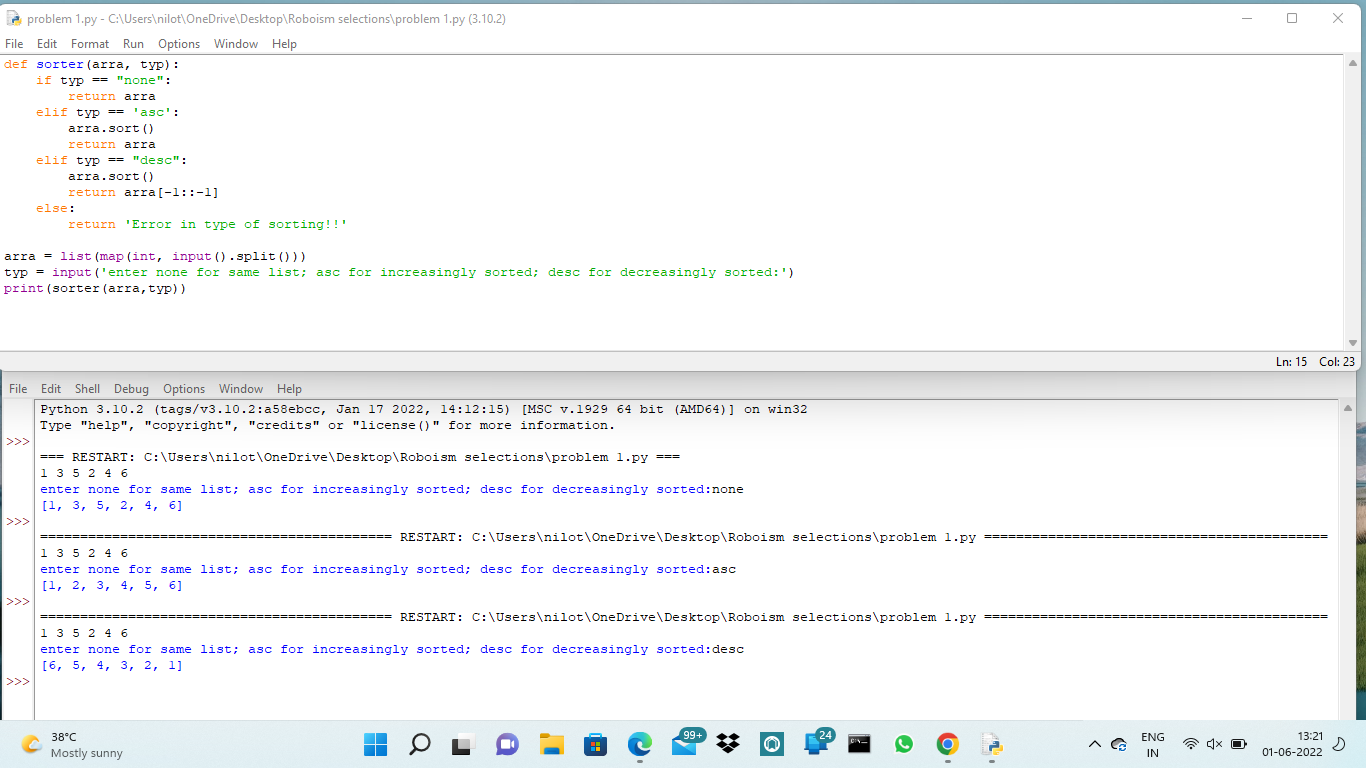 problem 1.py - C:\Users\nilot\OneDrive\Desktop\Roboism selections\problem 1.py (3.10.2)
File Edit Format Run Options Window Help
def sorter(arra, typ):
    if typ == "none":
        return arra
    elif typ == 'asc':
        arra.sort()
        return arra
    elif typ == "desc":
        arra.sort()
        return arra[-1::-1]
    else:
        return 'Error in type of sorting!!'
arra = list(map(int, input().split()))
typ = input('enter none for same list; asc for increasingly sorted; desc for decreasingly sorted:')
print(sorter(arra,typ))
Ln: 15 Col: 23
File Edit Shell Debug Options Window Help
Python 3.10.2 (tags/v3.10.2:a58ebcc, Jan 17 2022, 14:12:15) [MSC v.1929 64 bit (AMD64)] on win32
Type "help", "copyright", "credits" or "license()" for more information.
>>>
=== RESTART: C:\Users\nilot\OneDrive\Desktop\Roboism selections\problem 1.py ===
1 3 5 2 4 6
enter none for same list; asc for increasingly sorted; desc for decreasingly sorted:none
[1, 3, 5, 2, 4, 6]
>>>
============================================ RESTART: C:\Users\nilot\OneDrive\Desktop\Roboism selections\problem 1.py ===========================================
1 3 5 2 4 6
enter none for same list; asc for increasingly sorted; desc for decreasingly sorted:asc
[1, 2, 3, 4, 5, 6]
>>>
============================================ RESTART: C:\Users\nilot\OneDrive\Desktop\Roboism selections\problem 1.py ===========================================
1 3 5 2 4 6
enter none for same list; asc for increasingly sorted; desc for decreasingly sorted:desc
[6, 5, 4, 3, 2, 1]
>>>
38°C
Mostly sunny
99+
24
ENG
IN
13:21
01-06-2022